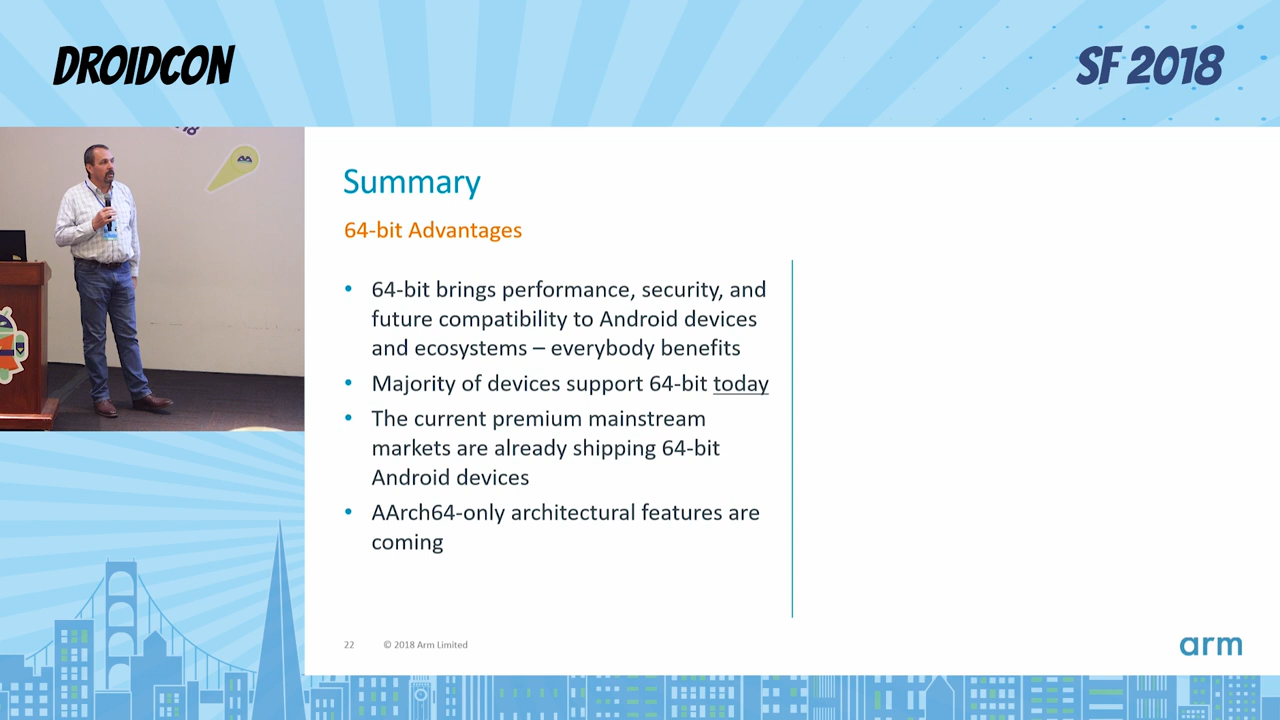 DROIDCON
SF 2018
Summary
64-bit Advantages
• 64-bit brings performance, security, and
future compatibility to Android devices
and ecosystems – everybody benefits
• Majority of devices support 64-bit today
• The current premium mainstream
markets are already shipping 64-bit
Android devices
• AArch64-only architectural features are
coming
22
© 2018 Arm Limited
arm